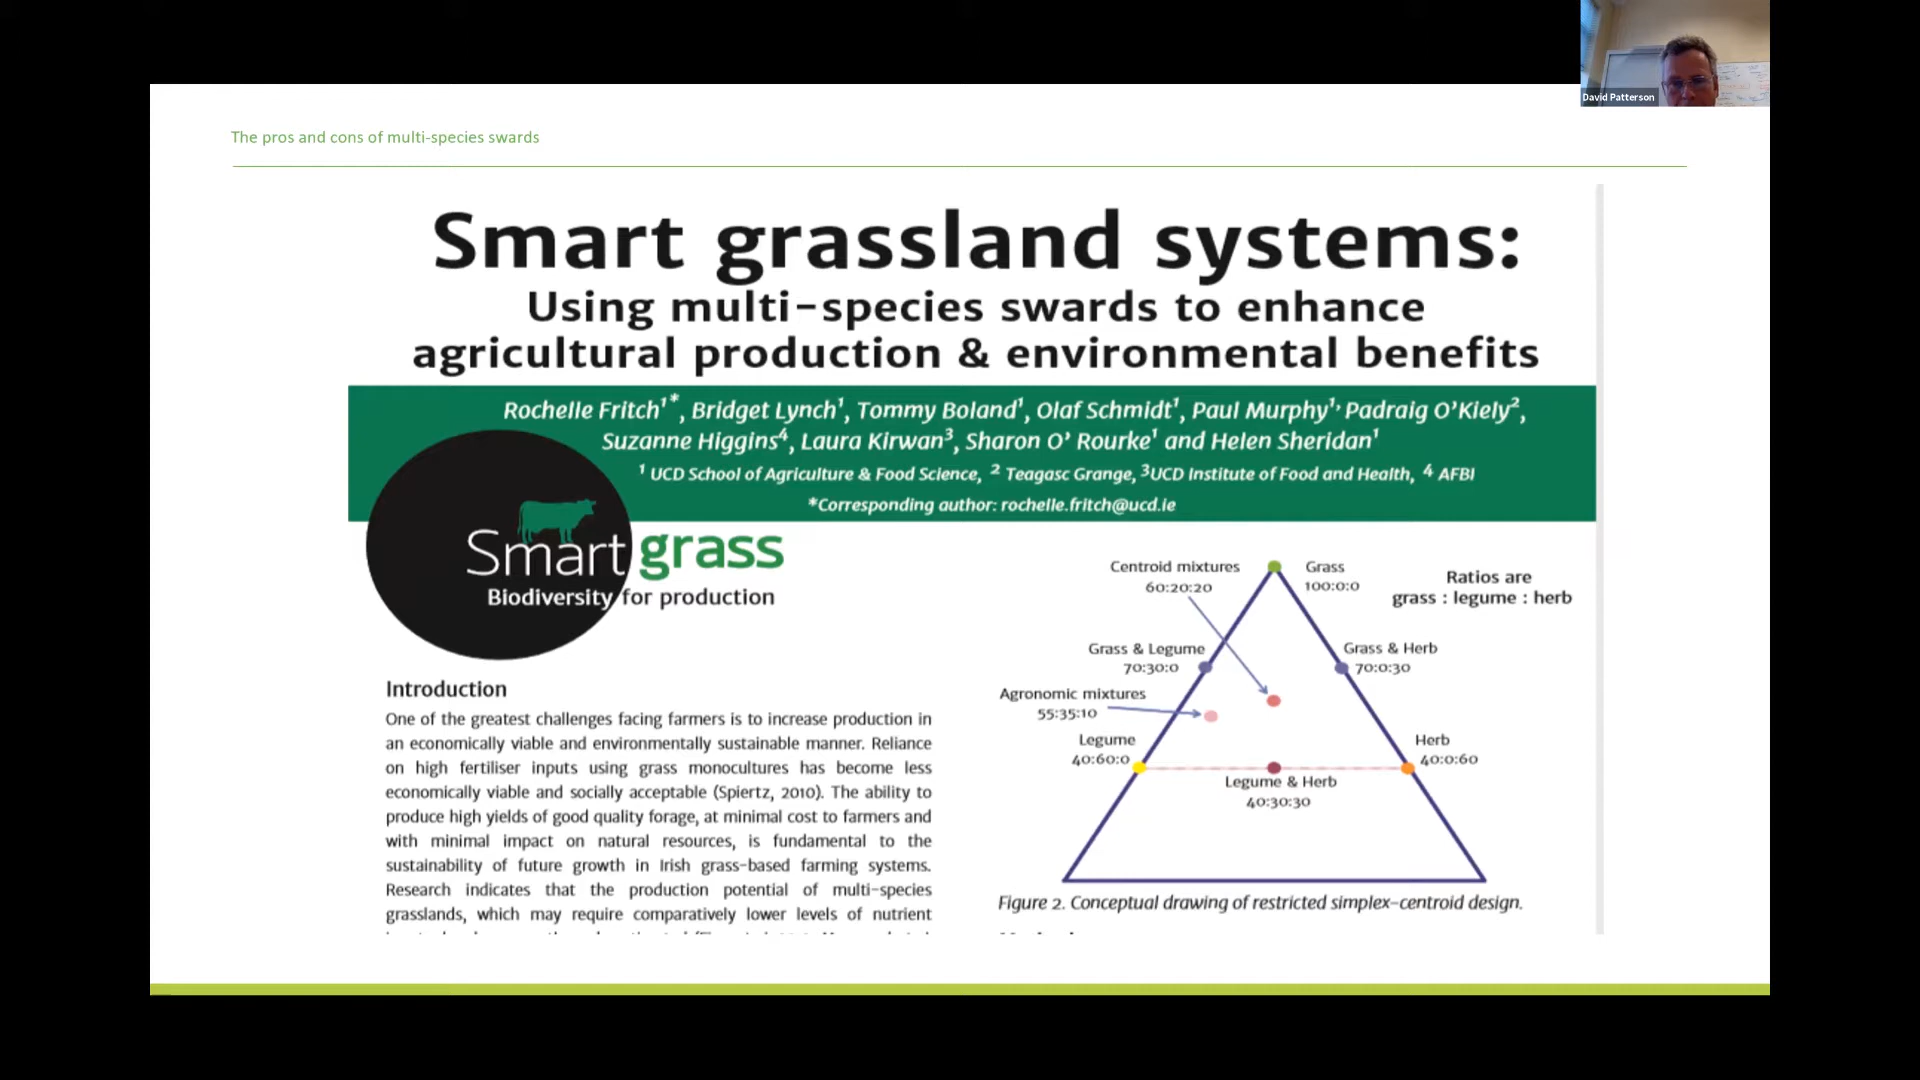 David Patterson
The pros and cons of multi-species swards
Smart grassland systems:
Using multi-species swards to enhance
agricultural production & environmental benefits
Rochelle Fritch1*, Bridget Lynch1, Tommy Boland1, Olaf Schmidt1, Paul Murphy1, Padraig O'Kiely2,
Suzanne Higgins4, Laura Kirwan3, Sharon O' Rourke1 and Helen Sheridan1
1 UCD School of Agriculture & Food Science, 2 Teagasc Grange, 3UCD Institute of Food and Health, 4 AFBI
*Corresponding author: rochelle.fritch@ucd.ie
Smart grass
Biodiversity for production
Introduction
One of the greatest challenges facing farmers is to increase production in
an economically viable and environmentally sustainable manner. Reliance
on high fertiliser inputs using grass monocultures has become less
economically viable and socially acceptable (Spiertz, 2010). The ability to
produce high yields of good quality forage, at minimal cost to farmers and
with minimal impact on natural resources, is fundamental to the
sustainability of future growth in Irish grass-based farming systems.
Research indicates that the production potential of multi-species
grasslands, which may require comparatively lower levels of nutrient
Centroid mixtures
60:20:20
Grass
100:0:0
Ratios are
grass : legume : herb
Grass & Legume
70:30:0
Grass & Herb
70:0:30
Agronomic mixtures
55:35:10
Legume
40:60:0
Herb
40:0:60
Legume & Herb
40:30:30
Figure 2. Conceptual drawing of restricted simplex-centroid design.